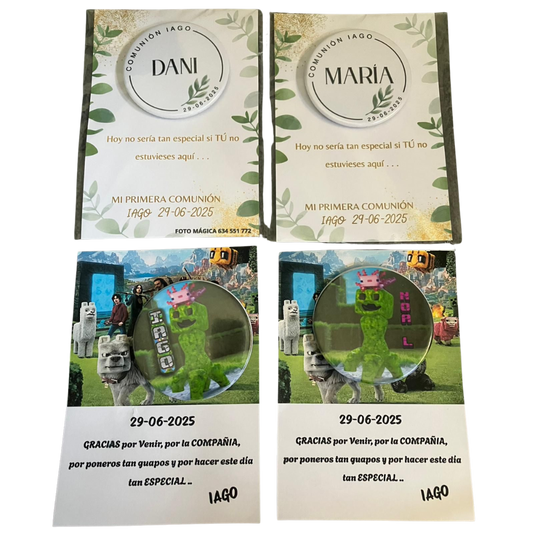 COMUNIÓN IAGO
DANI
29-06-2025
Hoy no sería tan especial si TÚ no
estuvieses aquí . . .
MI PRIMERA COMUNIÓN
IAGO 29-06-2025
FOTO MÁGICA 634 551 772
COMUNIÓN IAGO
MARÍA
29-06-2025
Hoy no sería tan especial si TÚ no
estuvieses aquí . . .
MI PRIMERA COMUNIÓN
IAGO 29-06-2025
IAGO
29-06-2025
GRACIAS por Venir, por la COMPAÑIA,
por poneros tan guapos y por hacer este día
tan ESPECIAL ..
IAGO
29-06-2025
GRACIAS por Venir, por la COMPAÑIA,
por poneros tan guapos y por hacer este día
tan ESPECIAL ..
IAGO